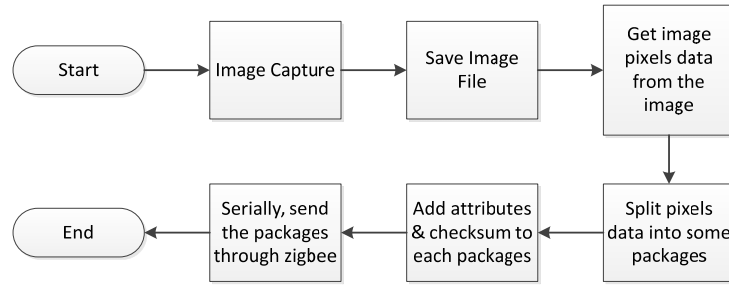 Start
Image Capture
Save Image
File
Get image
pixels data
from the
image
Split pixels
data into some
packages
Add attributes
& checksum to
each packages
Serially, send
the packages
through zigbee
End